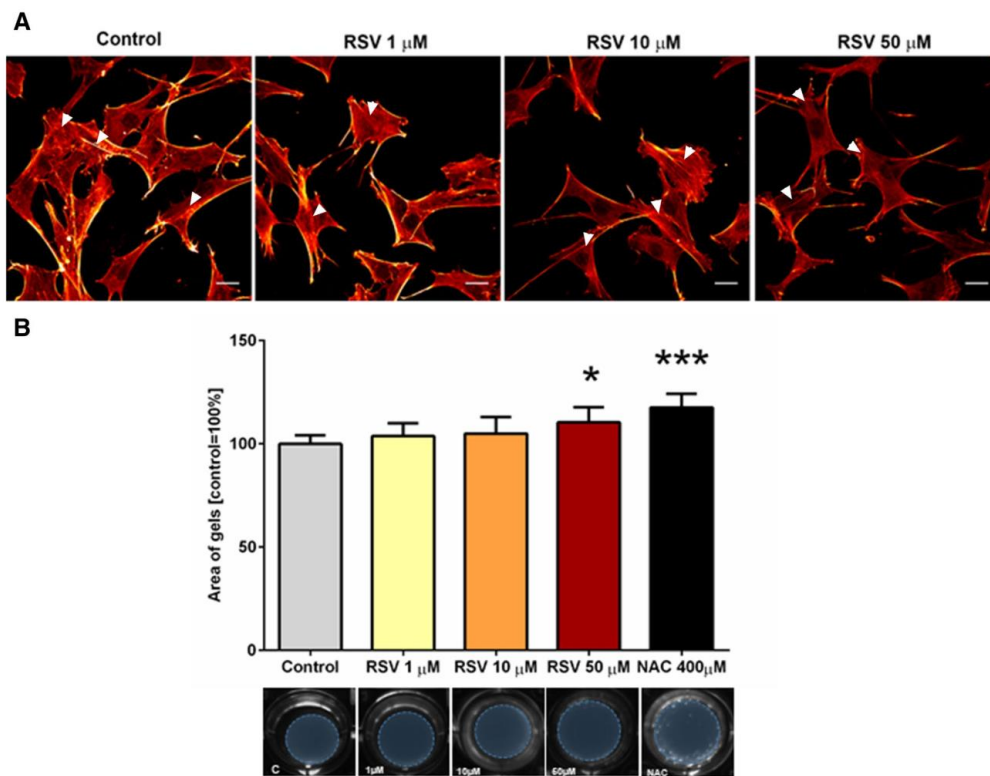 A
Control
RSV 1 μM
RSV 10 μM
RSV 50 μM
B
Area of gels [control=100%]
150
100
50
0
*
***
Control
RSV 1 μM
RSV 10 μM
RSV 50 μM
NAC 400μM
C
1μM
10μM
50μM
NAC